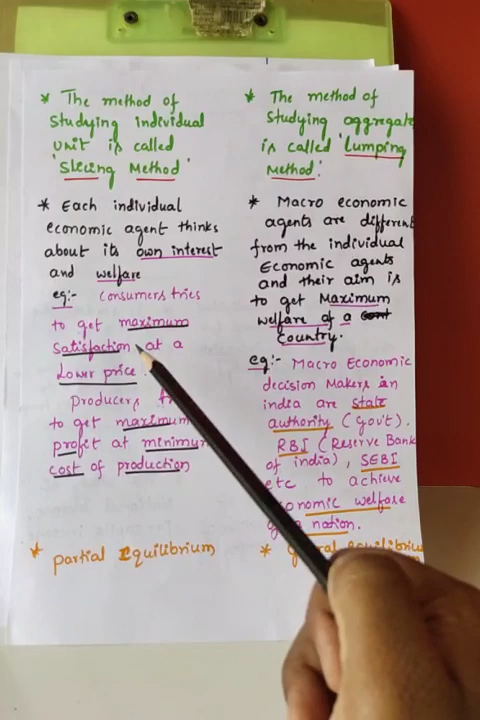 * The method of
studying individual
unit is called
'Slicing Method'
* Each individual
economic agent thinks
about its own interest
and welfare
eg:- consumers tries
to get maximum
satisfaction at a
Lower price.
producers
to get maximum
profit at minimum
cost of production
* partial Equilibrium
* The method of
studying aggregate
is called 'Lumping
Method'.
* Macro economic
agents are different
from the individual
Economic agents
and their aim is
to get Maximum
welfare of a
country.
eg:- Macro Economic
decision Makers in
india are state
authority (Gov't).
RBI (Reserve Bank
of india), SEBI
etc to achieve
economic welfare
nation.
* equilibrium